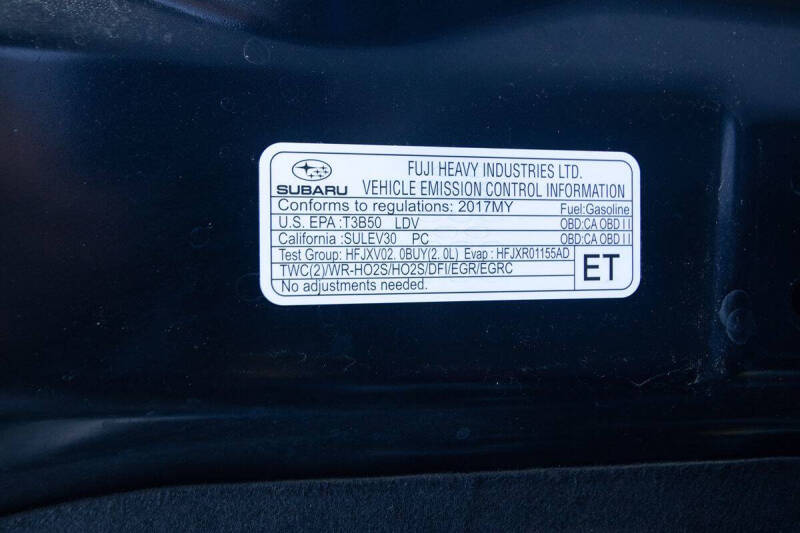 FUJI HEAVY INDUSTRIES LTD.
SUBARU VEHICLE EMISSION CONTROL INFORMATION
Conforms to regulations: 2017MY Fuel:Gasoline
U.S. EPA :T3B50 LDV OBD:CA OBD II
California :SULEV30 PC OBD:CA OBD II
Test Group: HFJXV02. 0BUY(2. 0L) Evap : HFJXR01155AD
TWC(2)/WR-HO2S/HO2S/DFI/EGR/EGRC
No adjustments needed.
ET